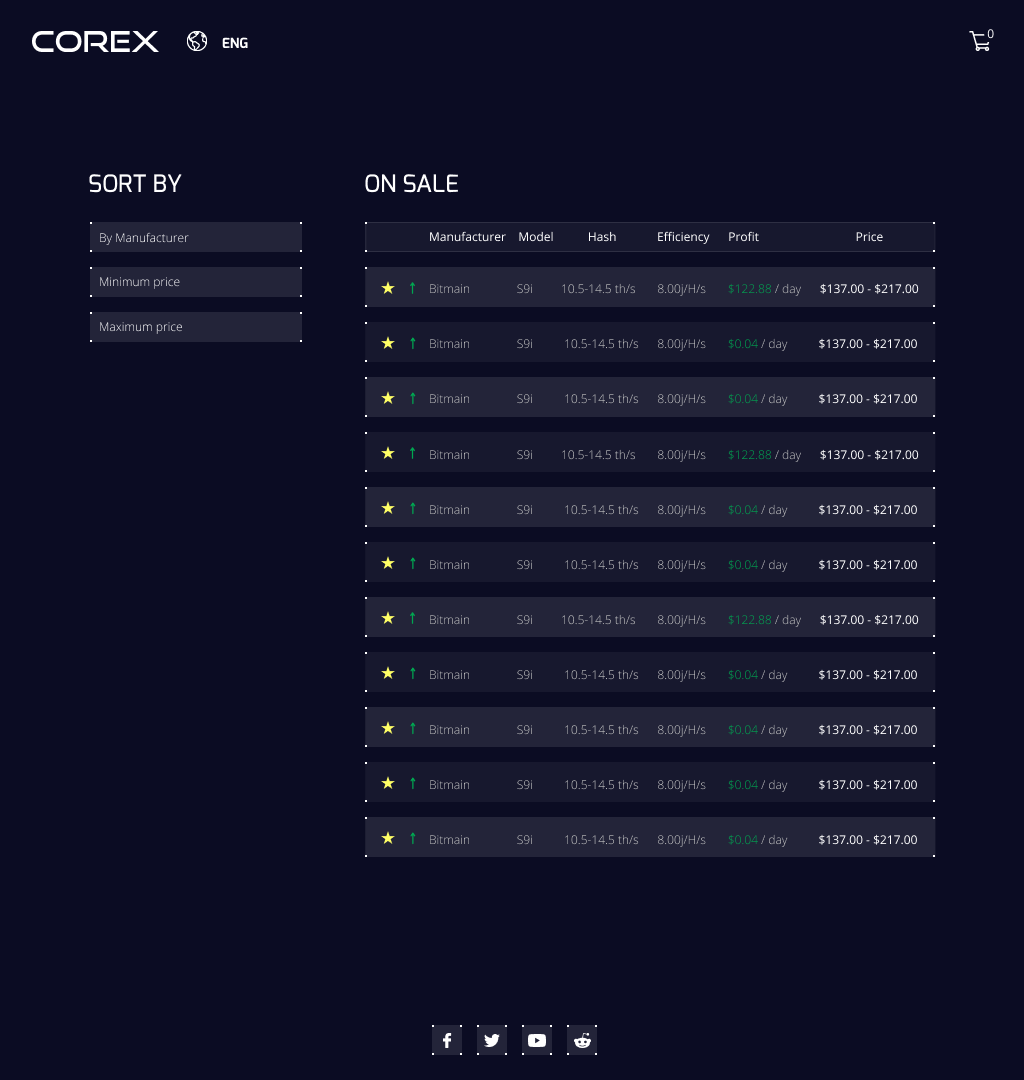 COREX ENG 0
SORT BY
By Manufacturer
Minimum price
Maximum price
ON SALE
Manufacturer Model Hash Efficiency Profit Price
Bitmain S9i 10.5-14.5 th/s 8.00j/H/s $122.88 / day $137.00 - $217.00
Bitmain S9i 10.5-14.5 th/s 8.00j/H/s $0.04 / day $137.00 - $217.00
Bitmain S9i 10.5-14.5 th/s 8.00j/H/s $0.04 / day $137.00 - $217.00
Bitmain S9i 10.5-14.5 th/s 8.00j/H/s $122.88 / day $137.00 - $217.00
Bitmain S9i 10.5-14.5 th/s 8.00j/H/s $0.04 / day $137.00 - $217.00
Bitmain S9i 10.5-14.5 th/s 8.00j/H/s $0.04 / day $137.00 - $217.00
Bitmain S9i 10.5-14.5 th/s 8.00j/H/s $122.88 / day $137.00 - $217.00
Bitmain S9i 10.5-14.5 th/s 8.00j/H/s $0.04 / day $137.00 - $217.00
Bitmain S9i 10.5-14.5 th/s 8.00j/H/s $0.04 / day $137.00 - $217.00
Bitmain S9i 10.5-14.5 th/s 8.00j/H/s $0.04 / day $137.00 - $217.00
Bitmain S9i 10.5-14.5 th/s 8.00j/H/s $0.04 / day $137.00 - $217.00